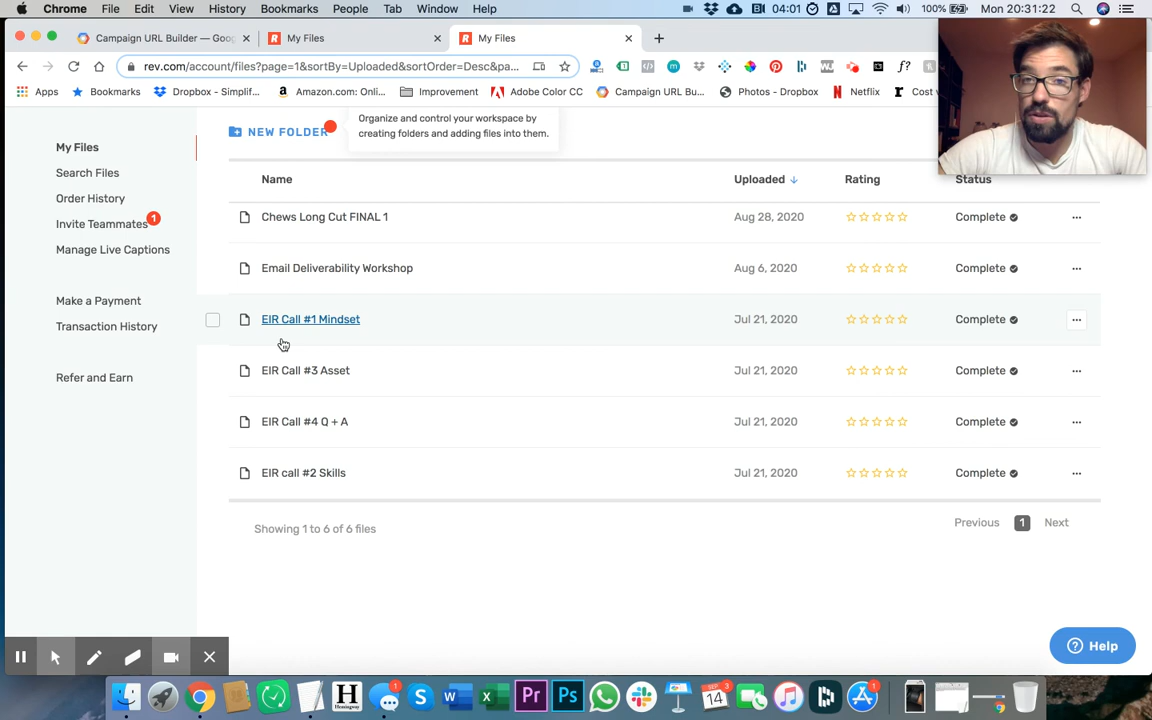 Chrome File Edit View History Bookmarks People Tab Window Help 04:01 100% Mon 20:31:22
Campaign URL Builder — Goog My Files My Files
rev.com/account/files?page=1&sortBy=Uploaded&sortOrder=Desc&pa...
Apps Bookmarks Dropbox - Simplif... Amazon.com: Onli... Improvement Adobe Color CC Campaign URL Bu... Photos - Dropbox Netflix Cost v
Organize and control your workspace by
creating folders and adding files into them.
NEW FOLDER
My Files
Search Files
Order History
Invite Teammates 1
Manage Live Captions
Make a Payment
Transaction History
Refer and Earn
Name Uploaded Rating Status
Chews Long Cut FINAL 1 Aug 28, 2020 Complete
Email Deliverability Workshop Aug 6, 2020 Complete
EIR Call #1 Mindset Jul 21, 2020 Complete
EIR Call #3 Asset Jul 21, 2020 Complete
EIR Call #4 Q + A Jul 21, 2020 Complete
EIR call #2 Skills Jul 21, 2020 Complete
Showing 1 to 6 of 6 files
Previous 1 Next
Help